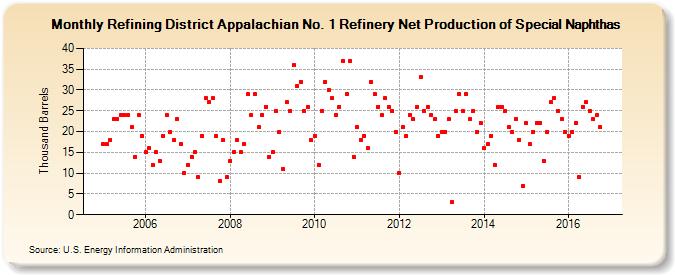 Monthly Refining District Appalachian No. 1 Refinery Net Production of Special Naphthas
Thousand Barrels
40
35
30
25
20
15
10
5
0
2006 2008 2010 2012 2014 2016
Source: U.S. Energy Information Administration